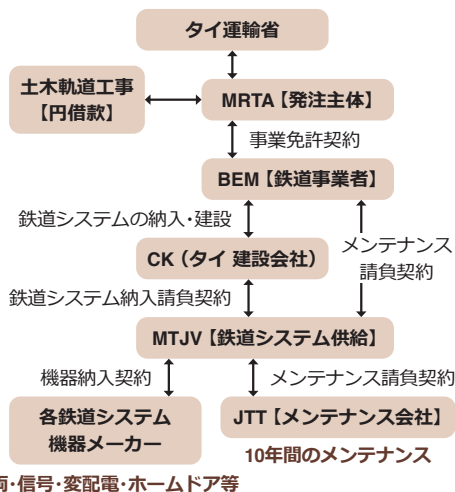 タイ運輸省
土木軌道工事
【円借款】
MRTA【発注主体】
事業免許契約
BEM【鉄道事業者】
鉄道システムの納入・建設
メンテナンス
請負契約
CK（タイ 建設会社）
鉄道システム納入請負契約
MTJV【鉄道システム供給】
機器納入契約
メンテナンス請負契約
各鉄道システム
機器メーカー
JTT【メンテナンス会社】
10年間のメンテナンス
両・信号・変配電・ホームドア等